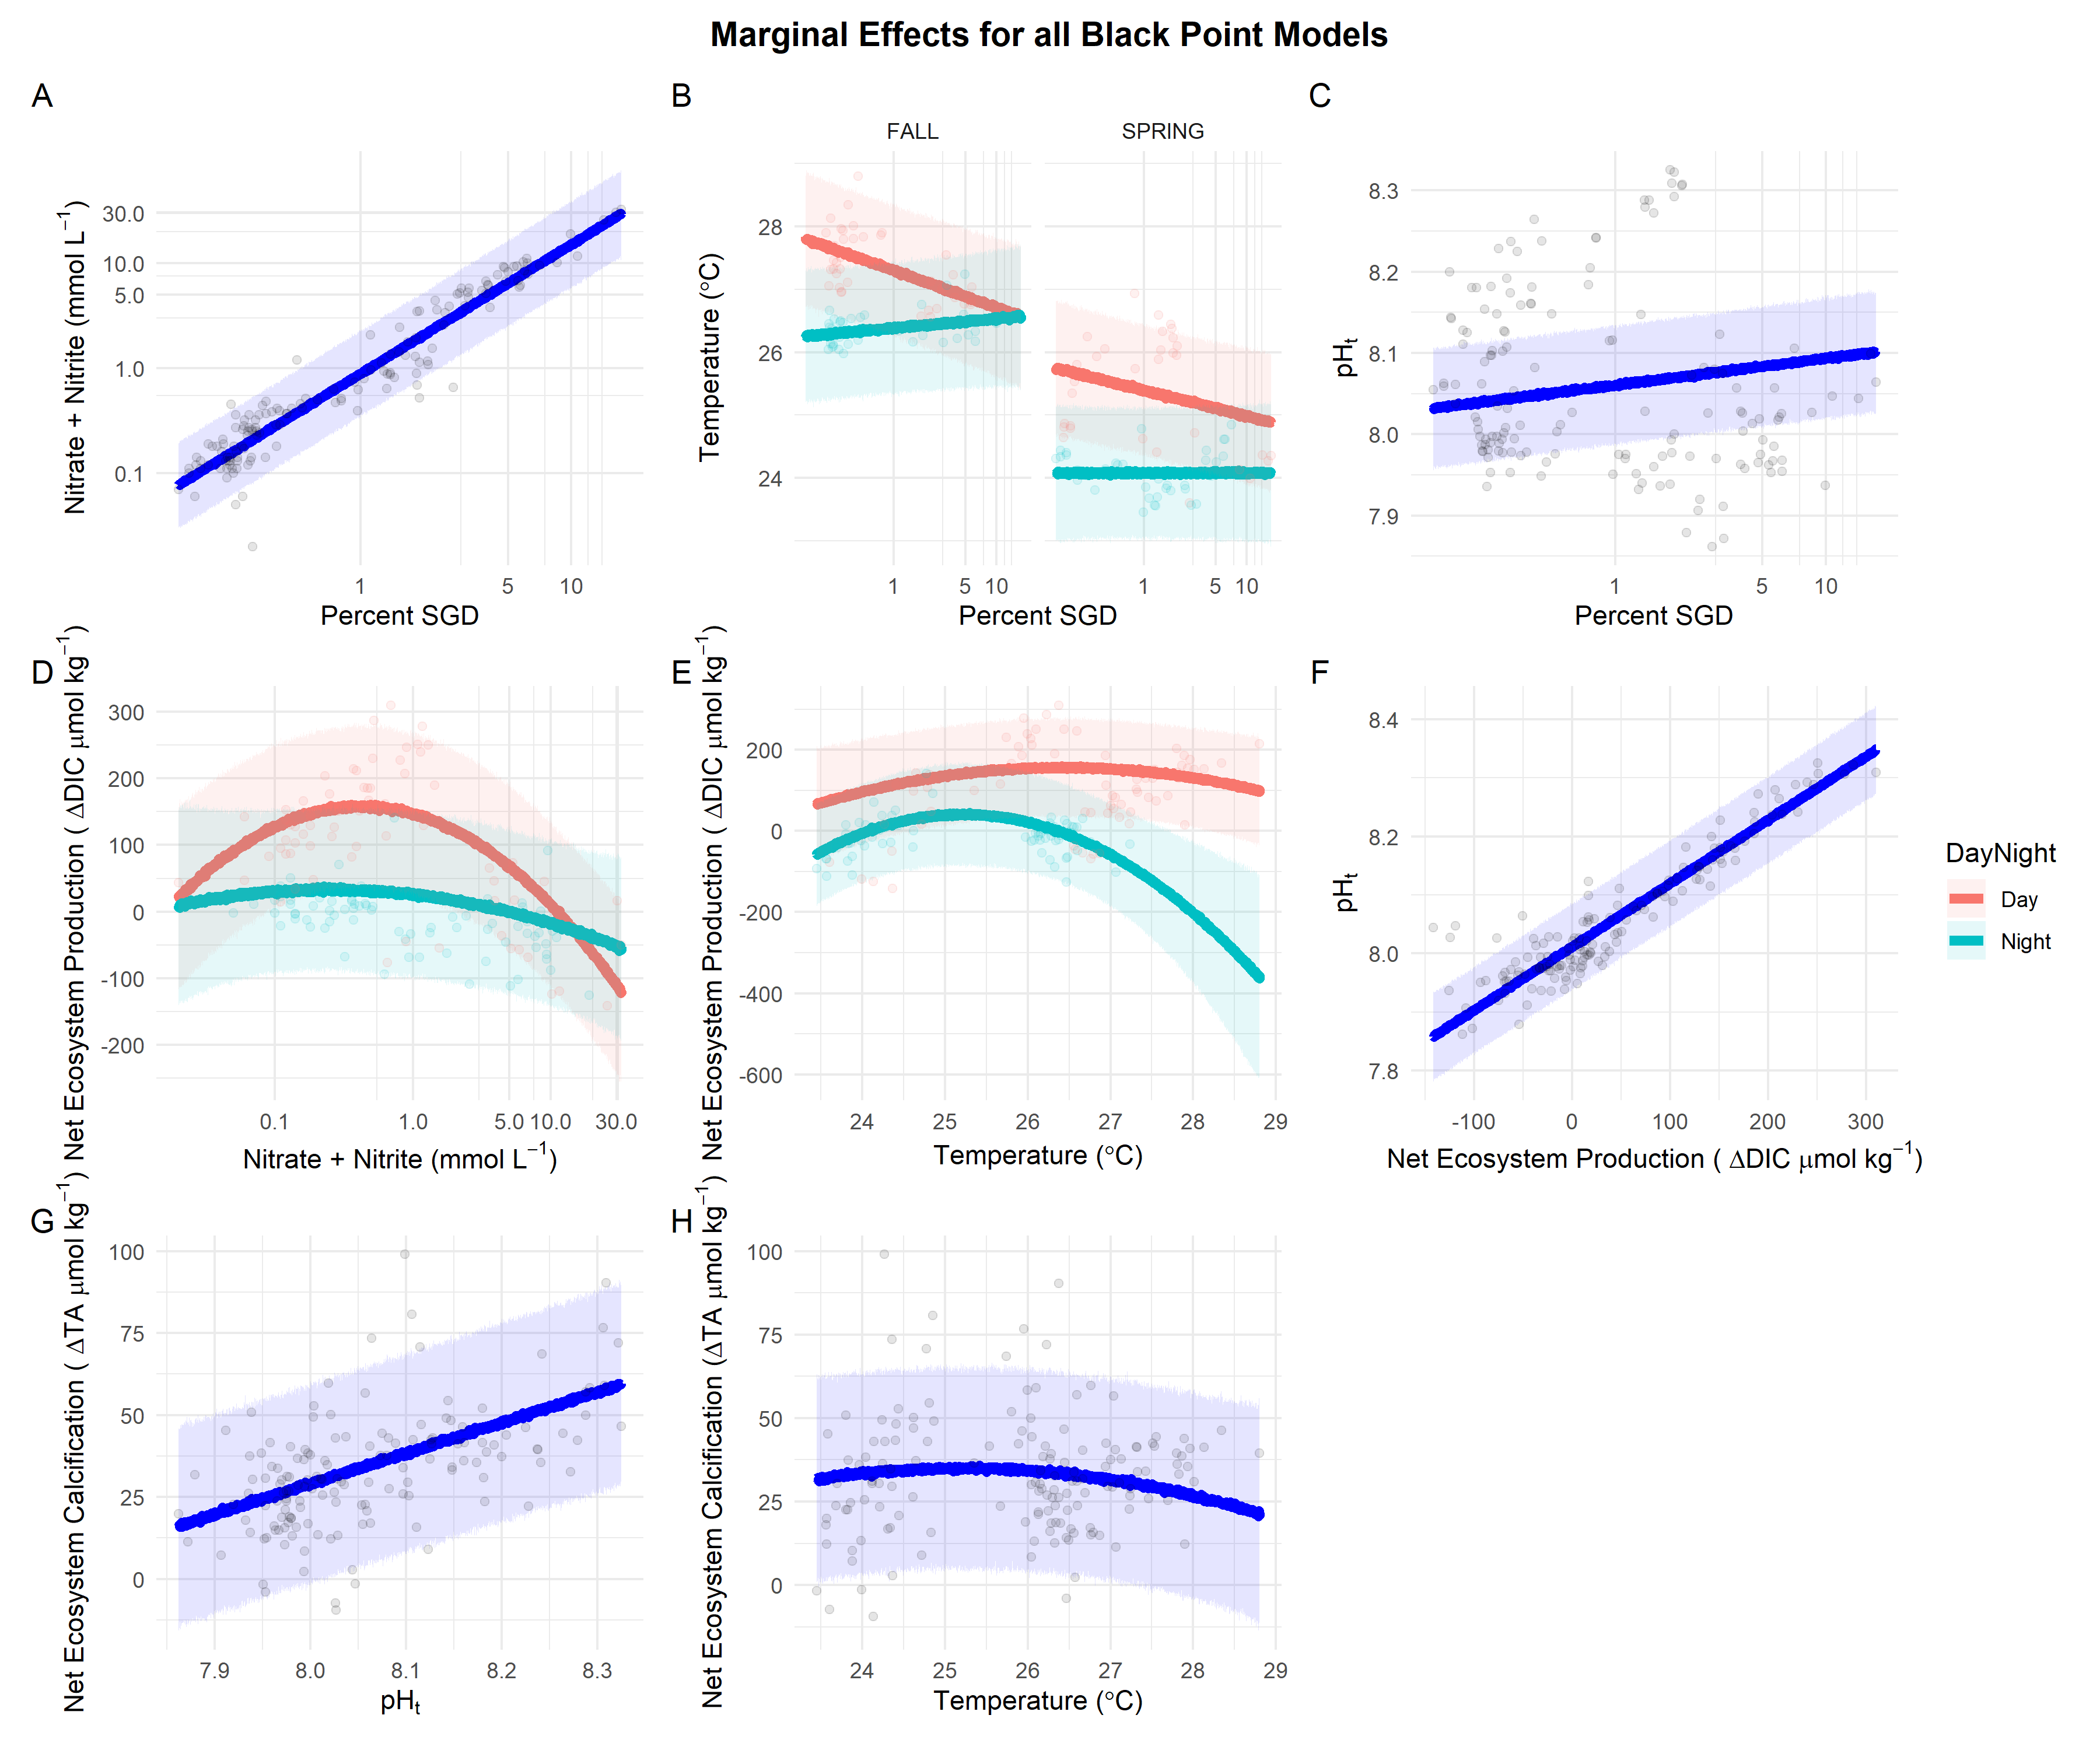 Marginal Effects for all Black Point Models
A
Nitrate + Nitrite (mmol L⁻¹)
30.0
10.0
5.0
1.0
0.1
1 5 10
Percent SGD
B
FALL SPRING
Temperature (°C)
28
26
24
1 5 10 1 5 10
Percent SGD
C
pHₜ
8.3
8.2
8.1
8.0
7.9
1 5 10
Percent SGD
D
Net Ecosystem Production ( ΔDIC μmol kg⁻¹)
300
200
100
0
-100
-200
0.1 1.0 5.0 10.0 30.0
Nitrate + Nitrite (mmol L⁻¹)
E
Net Ecosystem Production ( ΔDIC μmol kg⁻¹)
200
0
-200
-400
-600
24 25 26 27 28 29
Temperature (°C)
F
pHₜ
8.4
8.2
8.0
7.8
-100 0 100 200 300
Net Ecosystem Production ( ΔDIC μmol kg⁻¹)
DayNight
Day
Night
G
Net Ecosystem Calcification ( ΔTA μmol kg⁻¹)
100
75
50
25
0
7.9 8.0 8.1 8.2 8.3
pHₜ
H
Net Ecosystem Calcification (ΔTA μmol kg⁻¹)
100
75
50
25
0
24 25 26 27 28 29
Temperature (°C)